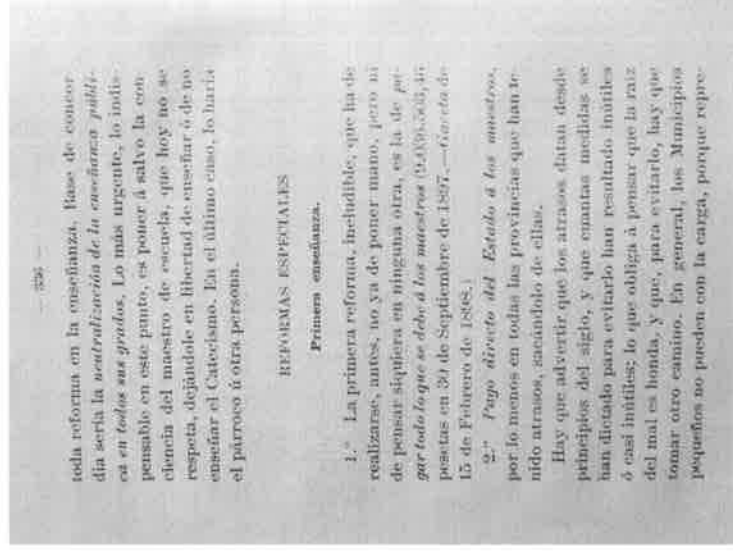 — 336 —
toda reforma en la enseñanza. Base de concor-
dia sería la neutralización de la enseñanza públi-
ca en todos sus grados. Lo más urgente, lo indis-
pensable en este punto, es poner á salvo la con-
ciencia del maestro de escuela, que hoy no se
respeta, dejándole en libertad de enseñar ó de no
enseñar el Catecismo. En el último caso, lo haría
el párroco ú otra persona.
REFORMAS ESPECIALES
Primera enseñanza.
1.º La primera reforma, ineludible, que ha de
realizarse, antes, no ya de poner mano, pero ni
de pensar siquiera en ninguna otra, es la de pa-
gar todo lo que se debe á los maestros
pesetas en 30 de Septiembre de 1897.—Gaceta de
15 de Febrero de 1898.)
2.º Pago directo del Estado á los maestros,
por lo menos en todas las provincias que han te-
nido atrasos, sacándolo de ellas.
Hay que advertir que los atrasos datan desde
principios del siglo, y que cuantas medidas se
han dictado para evitarlo han resultado inútiles
ó casi inútiles; lo que obliga á pensar que la raíz
del mal es honda, y que, para evitarlo, hay que
tomar otro camino. En general, los Municipios
pequeños no pueden con la carga, porque repre-